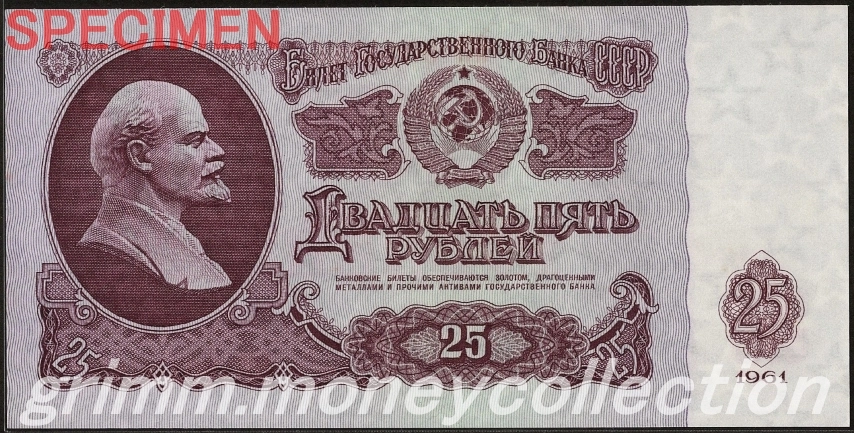 SPECIMEN
БИЛЕТ ГОСУДАРСТВЕННОГО БАНКА СССР
ДВАДЦАТЬ ПЯТЬ
РУБЛЕЙ
БАНКОВСКИЕ БИЛЕТЫ ОБЕСПЕЧИВАЮТСЯ ЗОЛОТОМ, ДРАГОЦЕННЫМИ
МЕТАЛЛАМИ И ПРОЧИМИ АКТИВАМИ ГОСУДАРСТВЕННОГО БАНКА
25
25
25
25
1961
grimm.moneycollection